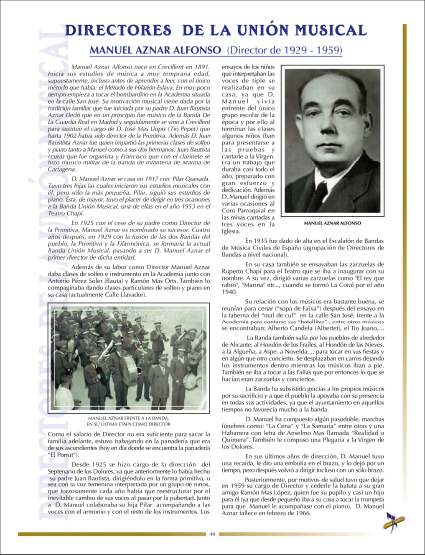 DIRECTORES DE LA UNIÓN MUSICAL
MANUEL AZNAR ALFONSO (Director de 1929 - 1959)
Manuel Aznar Alfonso nace en Crevillent en 1891.
Inicia sus estudios de música a muy temprana edad,
supuestamente, incluso antes de aprender a leer, con el único
método que había: el Método de Hilarión Eslava. En muy poco
tiempo empieza a tocar el bombardino en la Academia situada
en la calle San José. Su motivación musical viene dada por la
tradición familiar que fue iniciada por su padre D. Juan Bautista
Aznar Dedó que en un principio fue músico de la Banda De
La Guardia Real en Madrid y seguidamente se vino a Crevillent
para sustituir el cargo de D. José Mas Llopis (Tio Pepet) que
hasta 1902 había sido director de la Primitiva. Además D. Juan
Bautista Aznar fue quien impartió las primeras clases de solfeo
y piano tanto a Manuel como a sus dos hermanos: Juan Bautista
Aznar que fue organista y Francisco que con el clarinete se
hizo músico militar en la banda de infantería de Marina de
Cartagena.
D. Manuel Aznar se casa en 1917 con Pilar Quesada.
Tuvo tres hijas las cuales iniciaron sus estudios musicales con
él, pero sólo la más pequeña, Pilar, siguió sus estudios de
piano. Esta, de mayor, tuvo el placer de dirigir en tres ocasiones
a la Banda Unión Musical, una de ellas en el año 1953 en el
Teatro Chapí.
En 1925 con el cese de su padre como Director de
la Primitiva, Manuel Aznar es nombrado su sucesor. Cuatro
años después, en 1929 con la fusión de las dos Bandas del
pueblo, la Primitiva y la Filarmónica, se formaría la actual
Banda Unión Musical, pasando a ser D. Manuel Aznar el
primer director de dicha entidad.
Además de su labor como Director Manuel Aznar
daba clases de solfeo e instrumento en la Academia junto con
Antonio Pérez Soler (flauta) y Ramón Mas Orts. También lo
compaginaba dando clases particulares de solfeo y piano en
su casa (actualmente Calle Llavador).
MANUEL AZNAR FRENTE A LA BANDA,
EN SU ÚLTIMA ETAPA COMO DIRECTOR
Como el salario de Director no era suficiente para sacar la
familia adelante, estuvo trabajando en la panadería que era
de sus ascendientes (hoy en día donde se encuentra la panadería
"El Porrut").
Desde 1925 se hizo cargo de la dirección del
Septenario de los Dolores, ya que anteriormente lo había hecho
su padre Juan Bautista, dirigiéndolo en la forma primitiva, o
sea con la voz femenina interpretada por un grupo de niños,
que forzosamente cada año había que reestructurar por el
inevitable cambio de sus voces al pasar por la pubertad. Junto
a D. Manuel colaboraba su hija Pilar acompañando a las
voces con el armonio y con el resto de los instrumentos. Los
ensayos de los niños
que interpretaban las
voces de tiple se
realizaban en su
casa, ya que D.
Manuel vivía
enfrente del único
grupo escolar de la
época y por ello al
terminar las clases
algunos niños iban
para presentarse a
las pruebas y
cantarle a la Virgen.
Era un trabajo que
duraba casi todo el
año, preparado con
gran esfuerzo y
dedicación. Además
D. Manuel dirigió en
varias ocasiones al
Coro Parroquial en
las misas cantadas a
tres voces en la
Iglesia.
MANUEL AZNAR ALFONSO
En 1935 fue dado de alta en el Escalafón de Bandas
de Música Civiles de España (agrupación de Directores de
Bandas a nivel nacional).
En su casa también se ensayaban las zarzuelas de
Ruperto Chapí para el Teatro que se iba a inaugurar con su
nombre. A su vez, dirigió varias zarzuelas como "El rey que
rabió", "Marina" etc.., cuando se formó La Coral por el año
1940.
Su relación con los músicos era bastante buena, se
reunían para cenar ("sopa de Faixa") después del ensayo en
la taberna del "mal de cul" en la calle San José, frente a la
Academia para contarse sus "batallitas" , entre otros músicos
se encontraban: Alberto Candela (Albertet), el Tio Joano,...
La Banda también salía por los pueblos de alrededor
de Alicante: al Hondón de los Frailes, al Hondón de las Nieves,
a la Algueña, a Aspe, a Novelda,... para tocar en sus fiestas y
en algún que otro concierto. Se desplazaban en carros dejando
los instrumentos dentro mientras los músicos iban a pie.
También se iba a tocar a las Fallas que por entonces lo que se
hacían eran zarzuelas y conciertos.
La Banda ha subsistido gracias a los propios músicos
por su sacrificio y a que el pueblo la apoyaba con su presencia
en todas sus actividades, ya que el ayuntamiento en aquellos
tiempos no favorecía mucho a la banda.
D. Manuel ha compuesto algún pasodoble, marchas
fúnebres como: "La Cena" y "La Samaria" entre otras y una
Habanera con letra de Anselmo Mas llamada "Realidad o
Quimera". También le compuso una Plegaria a la Virgen de
los Dolores.
En sus últimos años de dirección, D. Manuel tuvo
una recaída, le dio una embolia en el brazo, y lo dejó por un
tiempo, pero después volvió a dirigir incluso con un sólo brazo.
Posteriormente, por motivos de salud tuvo que dejar
en 1959 su cargo de Director y cederle la batuta a su gran
amigo Ramón Mas López, quien fue su pupilo y casi un hijo
para él (ya que desde pequeño iba a su casa a tocar la trompeta
para que Manuel le acompañase con el piano). D. Manuel
Aznar fallece en febrero de 1966.
49